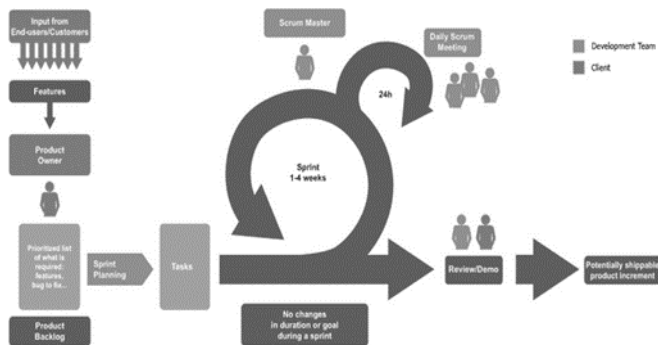 Input from
End-users/Customers
Features
Product
Owner
Prioritized list
of what is
required:
features,
bug to fix...
Product
Backlog
Sprint
Planning
Tasks
Scrum Master
Daily Scrum
Meeting
24h
Sprint
1-4 weeks
No changes
in duration or goal
during a sprint
Review/Demo
Potentially shippable
product increment
Development Team
Client